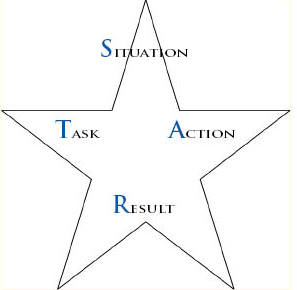 SITUATION
TASK
ACTION
RESULT